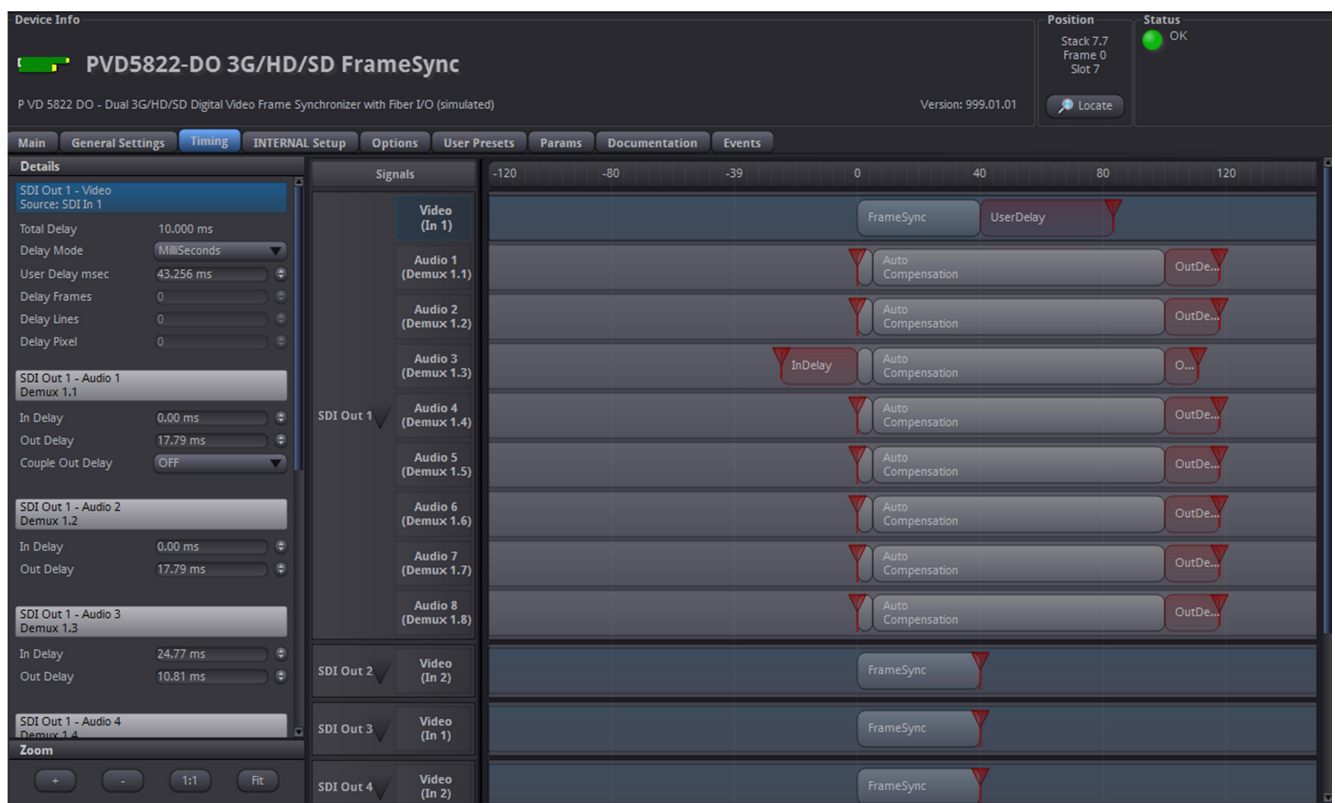 Device Info
PVD5822-DO 3G/HD/SD FrameSync
P VD 5822 DO - Dual 3G/HD/SD Digital Video Frame Synchronizer with Fiber I/O (simulated)
Version: 999.01.01
Position
Stack 7.7
Frame 0
Slot 7
Locate
Status
OK
Main General Settings Timing INTERNAL Setup Options User Presets Params Documentation Events
Details
SDI Out 1 - Video
Source: SDI In 1
Total Delay 10.000 ms
Delay Mode MilliSeconds
User Delay msec 43.256 ms
Delay Frames 0
Delay Lines 0
Delay Pixel 0
SDI Out 1 - Audio 1
Demux 1.1
In Delay 0.00 ms
Out Delay 17.79 ms
Couple Out Delay OFF
SDI Out 1 - Audio 2
Demux 1.2
In Delay 0.00 ms
Out Delay 17.79 ms
SDI Out 1 - Audio 3
Demux 1.3
In Delay 24.77 ms
Out Delay 10.81 ms
SDI Out 1 - Audio 4
Demux 1.4
Zoom
+ - 1:1 Fit
Signals
-120 -80 -39 0 40 80 120
SDI Out 1
Video
(In 1)
FrameSync UserDelay
Audio 1
(Demux 1.1)
Auto
Compensation
OutDe...
Audio 2
(Demux 1.2)
Auto
Compensation
OutDe...
Audio 3
(Demux 1.3)
InDelay
Auto
Compensation
O...
Audio 4
(Demux 1.4)
Auto
Compensation
OutDe...
Audio 5
(Demux 1.5)
Auto
Compensation
OutDe...
Audio 6
(Demux 1.6)
Auto
Compensation
OutDe...
Audio 7
(Demux 1.7)
Auto
Compensation
OutDe...
Audio 8
(Demux 1.8)
Auto
Compensation
OutDe...
SDI Out 2
Video
(In 2)
FrameSync
SDI Out 3
Video
(In 1)
FrameSync
SDI Out 4
Video
(In 2)
FrameSync